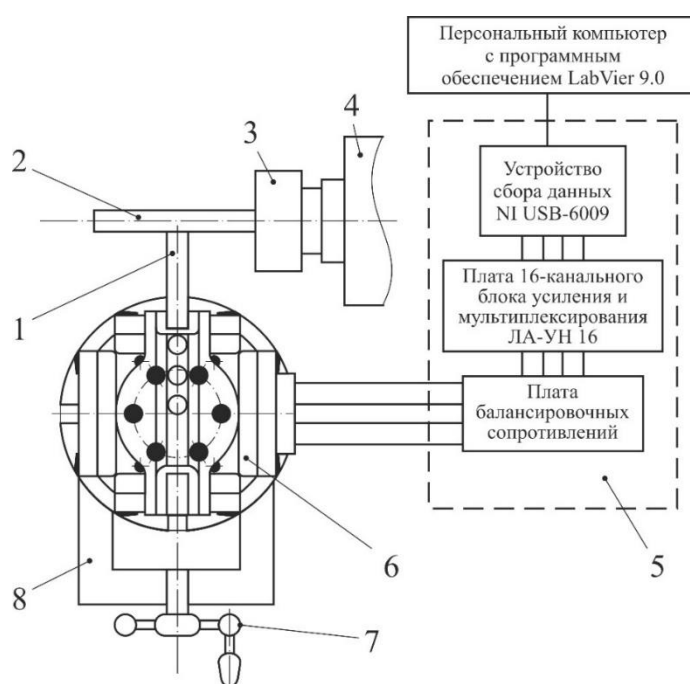 Персональный компьютер
с программным
обеспечением LabVier 9.0
4
3
2
Устройство
сбора данных
NI USB-6009
Плата 16-канального
блока усиления и
мультиплексирования
ЛА-УН 16
1
Плата
балансировочных
сопротивлений
6
5
8
7